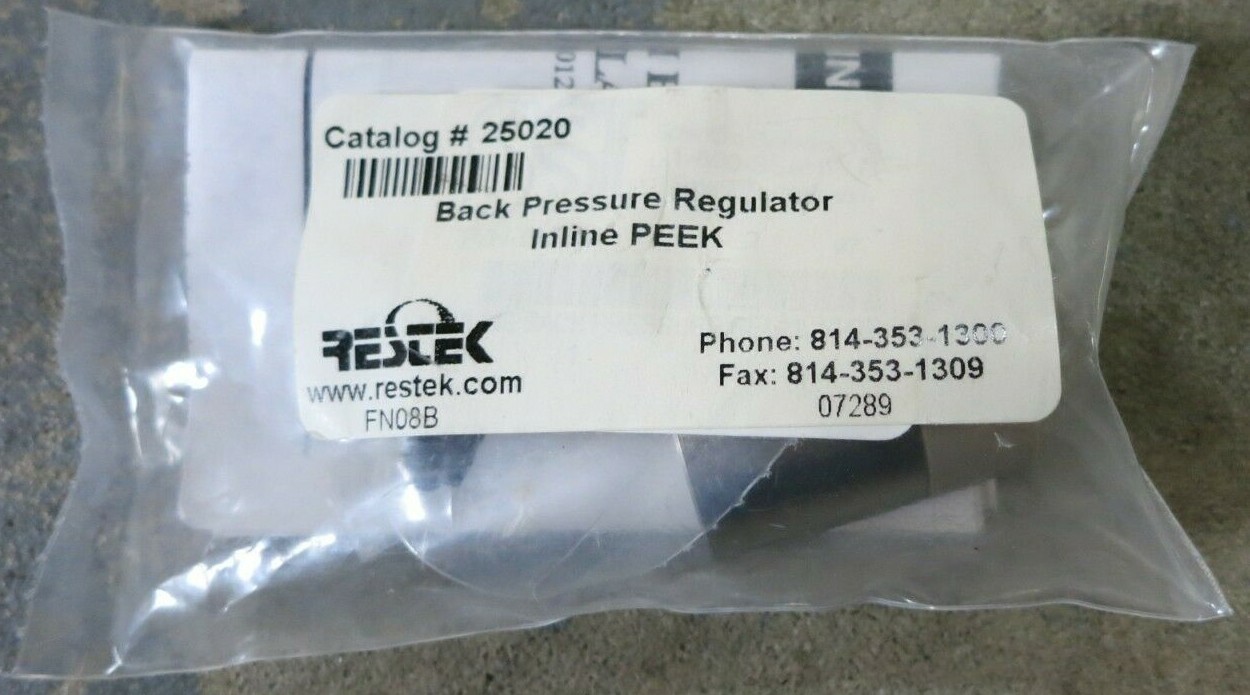 Catalog # 25020
Back Pressure Regulator
Inline PEEK
RESTEK
www.restek.com
FN08B
Phone: 814-353-1300
Fax: 814-353-1309
07289